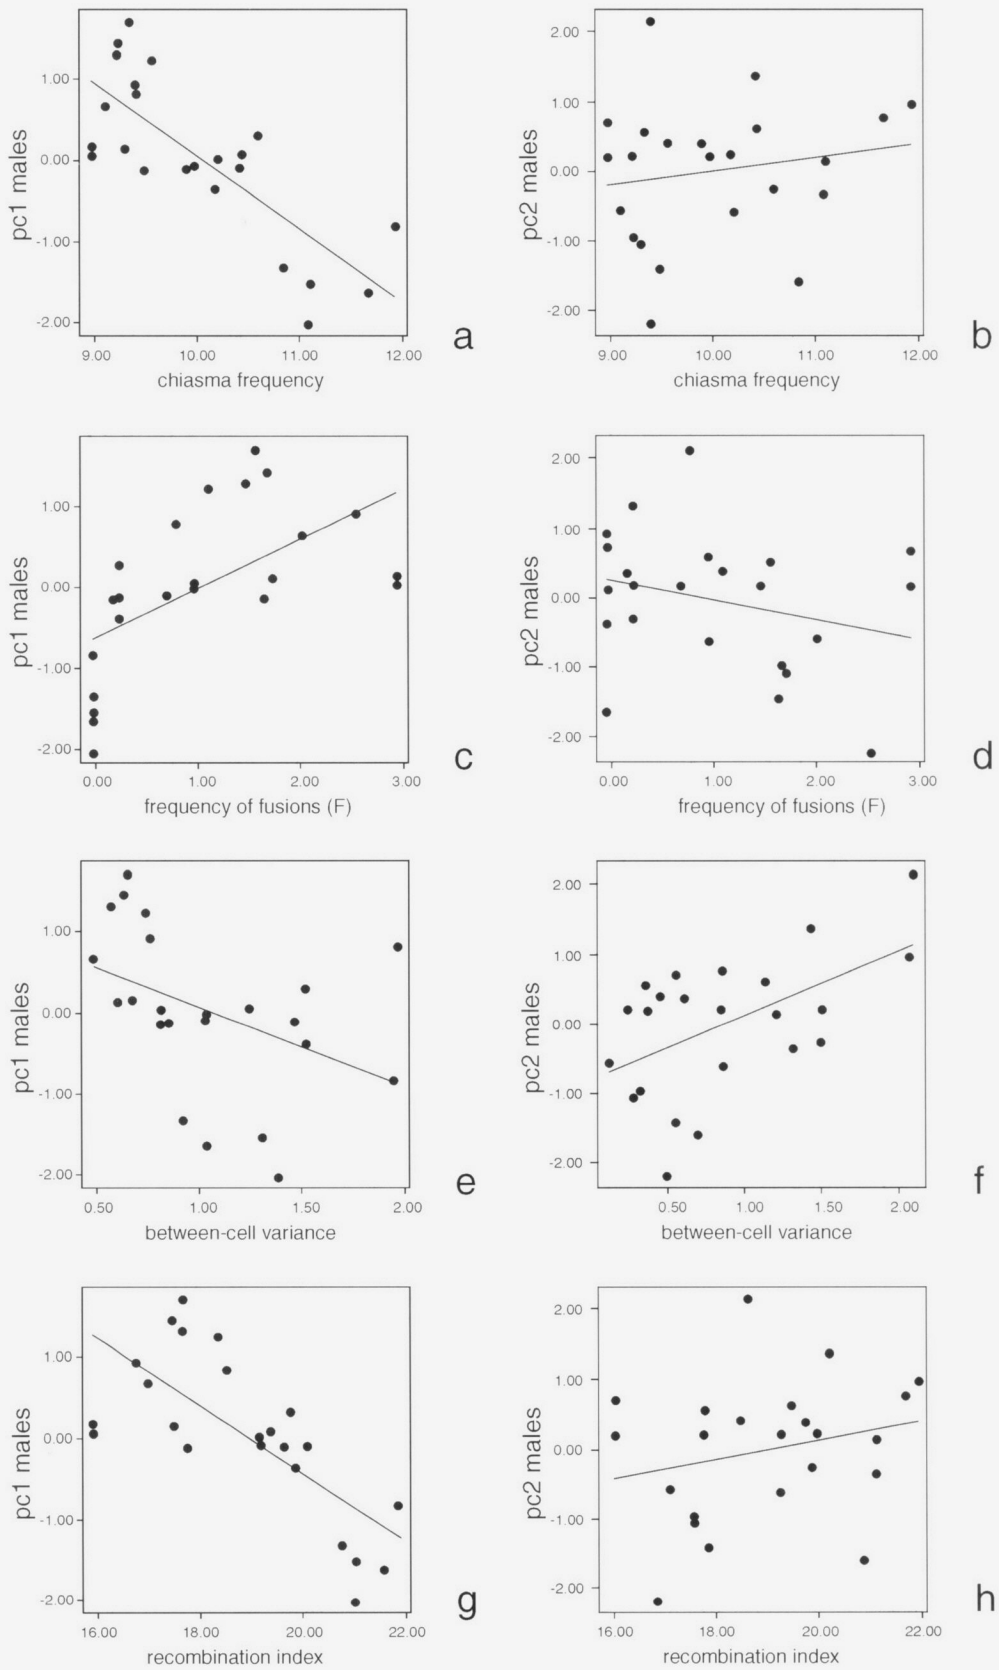 1.00
0.00
-1.00
-2.00
pc1 males
9.00 10.00 11.00 12.00
chiasma frequency
a
2.00
1.00
0.00
-1.00
-2.00
pc2 males
9.00 10.00 11.00 12.00
chiasma frequency
b
1.00
0.00
-1.00
-2.00
pc1 males
0.00 1.00 2.00 3.00
frequency of fusions (F)
c
2.00
1.00
0.00
-1.00
-2.00
pc2 males
0.00 1.00 2.00 3.00
frequency of fusions (F)
d
1.00
0.00
-1.00
-2.00
pc1 males
0.50 1.00 1.50 2.00
between-cell variance
e
2.00
1.00
0.00
-1.00
-2.00
pc2 males
0.50 1.00 1.50 2.00
between-cell variance
f
1.00
0.00
-1.00
-2.00
pc1 males
16.00 18.00 20.00 22.00
recombination index
g
2.00
1.00
0.00
-1.00
-2.00
pc2 males
16.00 18.00 20.00 22.00
recombination index
h